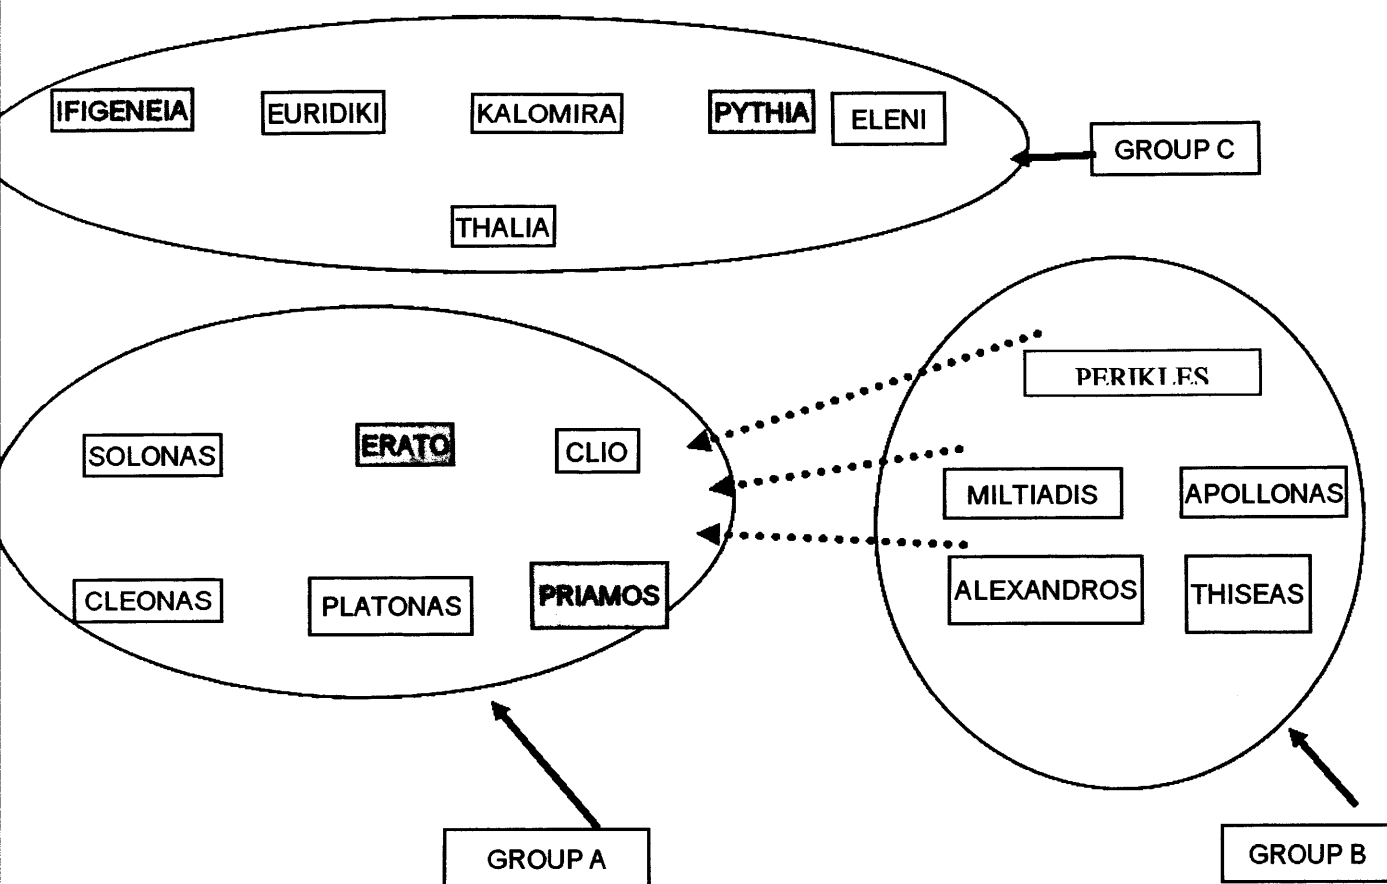 IFIGENEIA EURIDIKI KALOMIRA PYTHIA ELENI
GROUP C
THALIA
PERIKLES
SOLONAS ERATO CLIO
MILTIADIS APOLLONAS
CLEONAS PLATONAS PRIAMOS
ALEXANDROS THISEAS
GROUP A
GROUP B